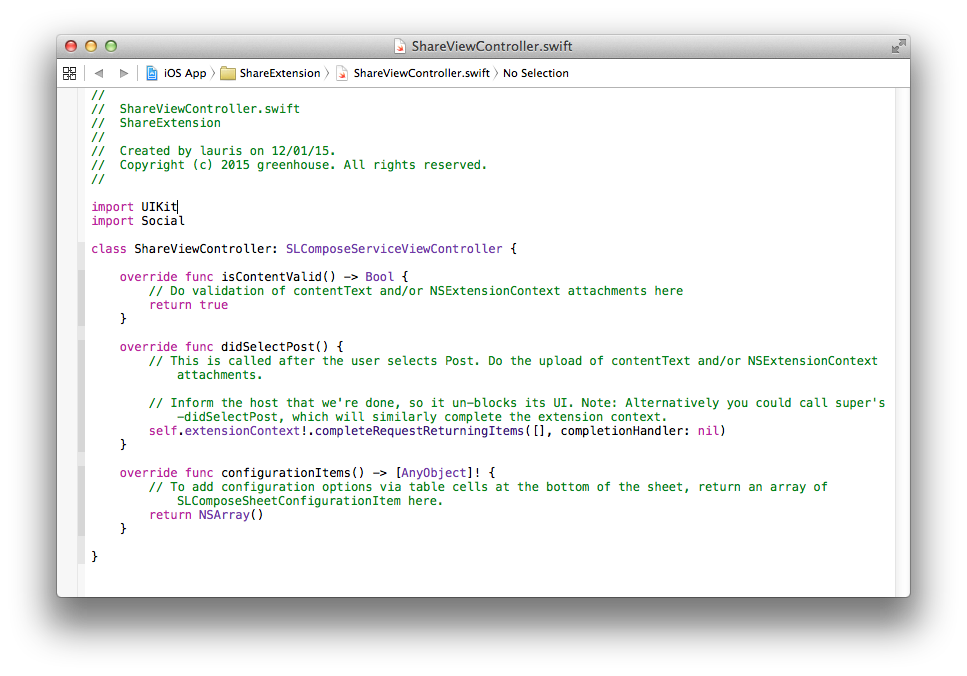 ShareViewController.swift
iOS App ShareExtension ShareViewController.swift No Selection
//
//  ShareViewController.swift
//  ShareExtension
//
//  Created by lauris on 12/01/15.
//  Copyright (c) 2015 greenhouse. All rights reserved.
//
import UIKit
import Social
class ShareViewController: SLComposeServiceViewController {
    override func isContentValid() -> Bool {
        // Do validation of contentText and/or NSExtensionContext attachments here
        return true
    }
    override func didSelectPost() {
        // This is called after the user selects Post. Do the upload of contentText and/or NSExtensionContext
            attachments.
        // Inform the host that we're done, so it un-blocks its UI. Note: Alternatively you could call super's
            -didSelectPost, which will similarly complete the extension context.
        self.extensionContext!.completeRequestReturningItems([], completionHandler: nil)
    }
    override func configurationItems() -> [AnyObject]! {
        // To add configuration options via table cells at the bottom of the sheet, return an array of
            SLComposeSheetConfigurationItem here.
        return NSArray()
    }
}